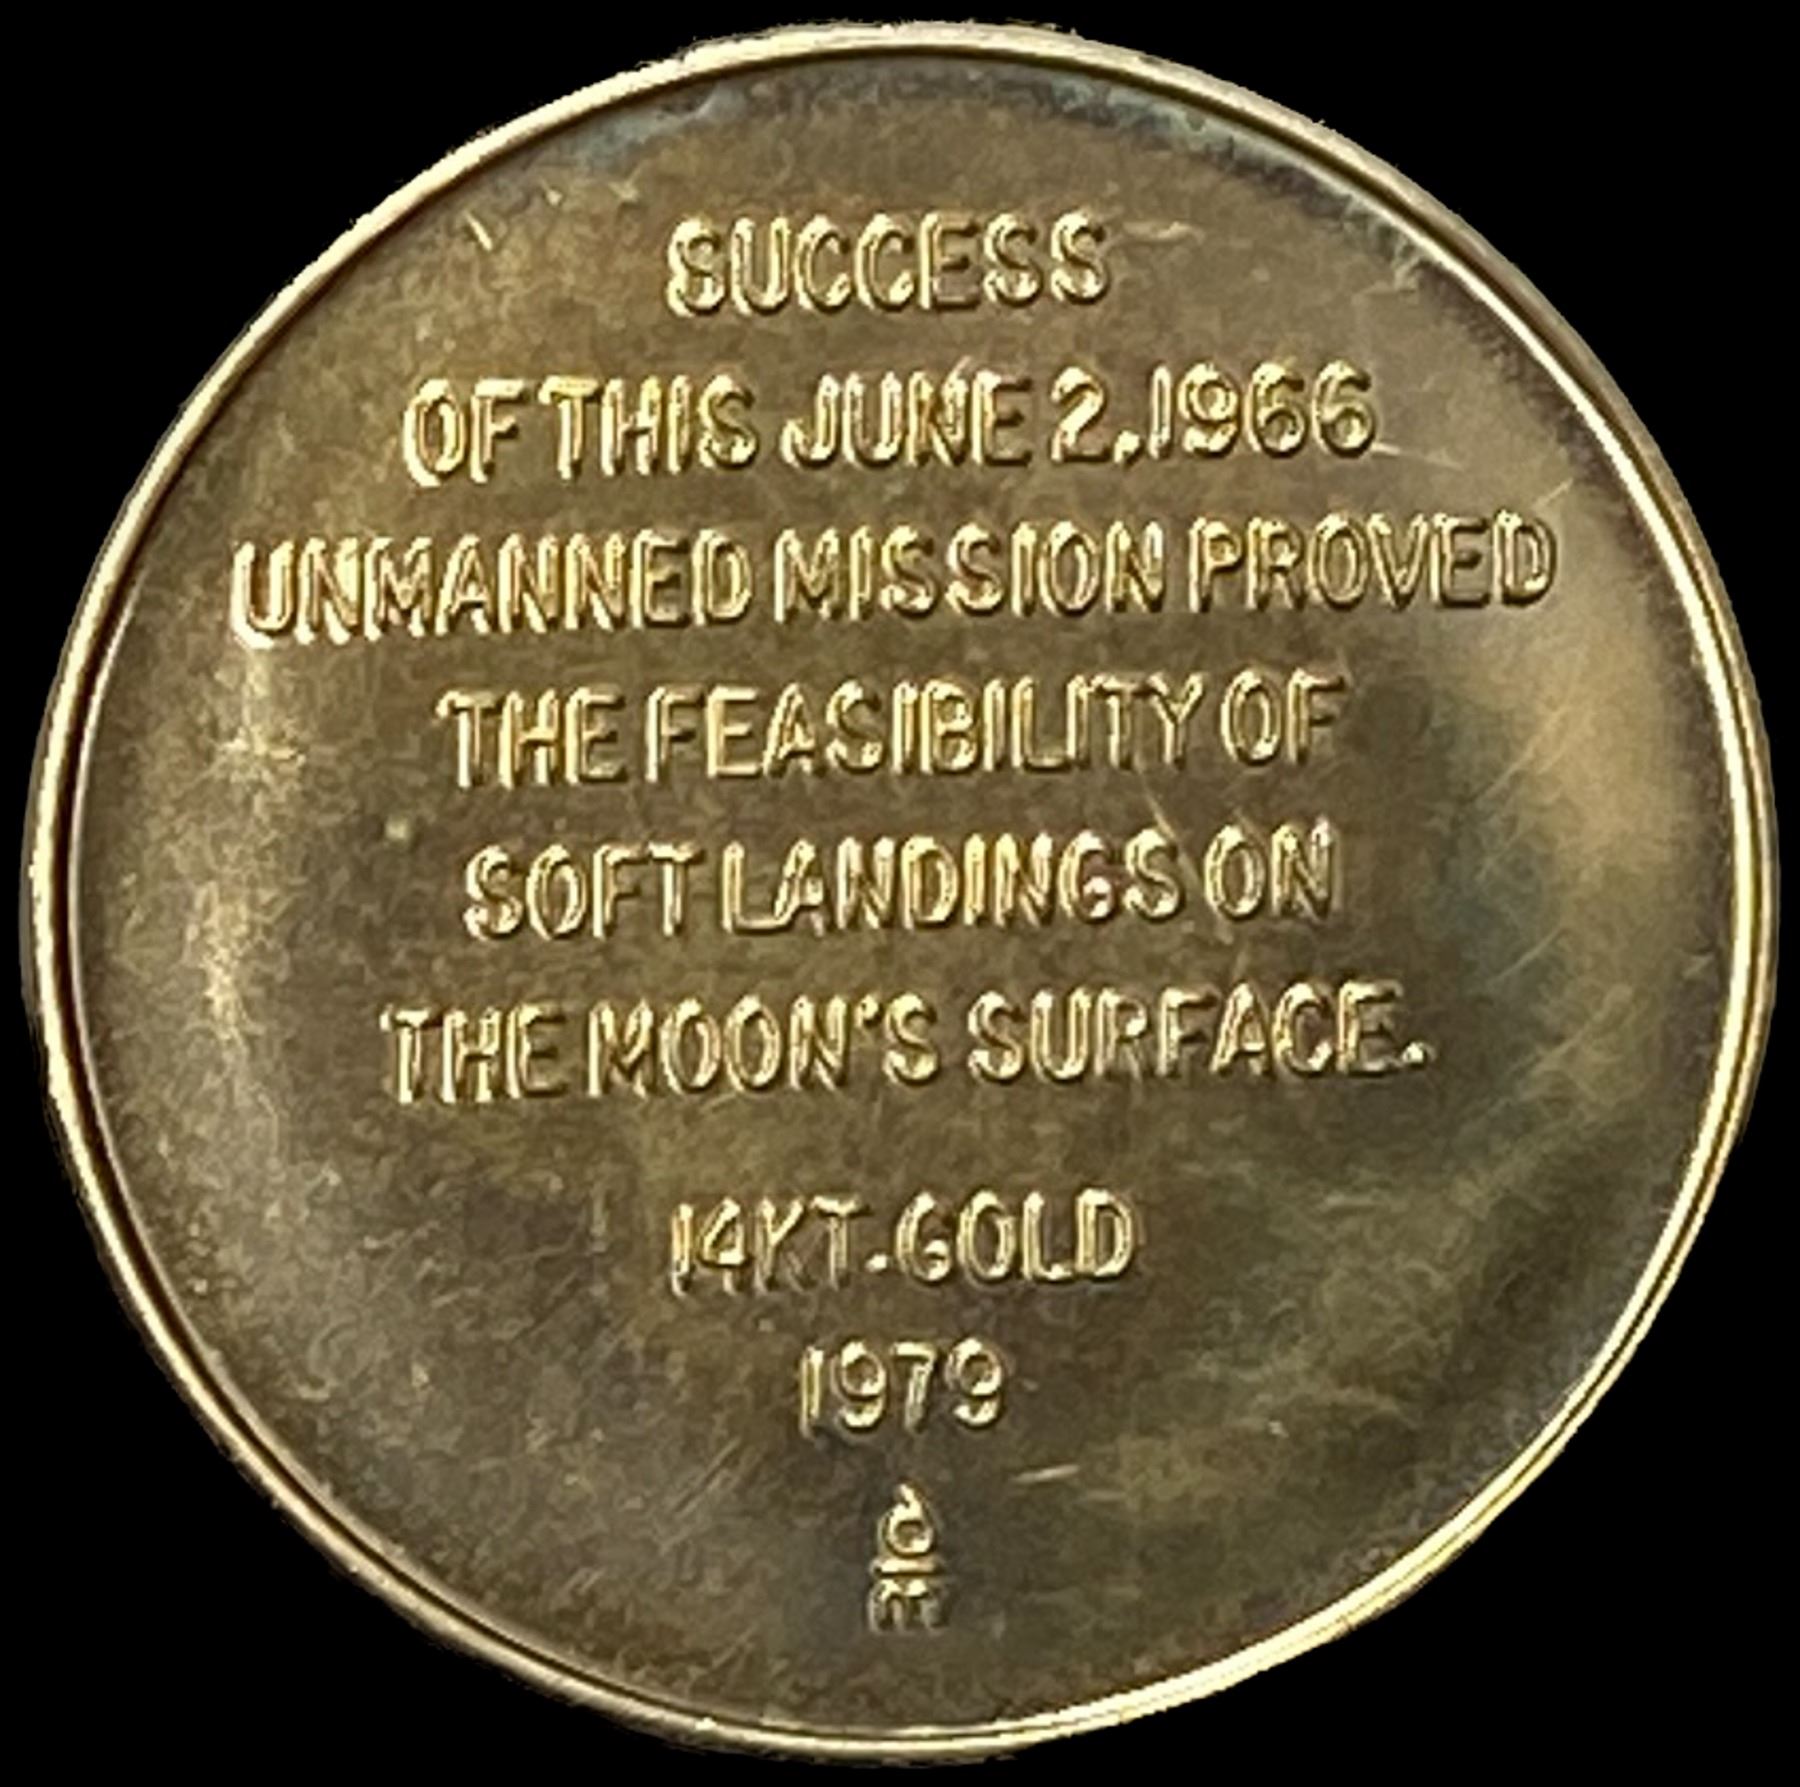 SUCCESS
OF THIS JUNE 2, 1966
UNMANNED MISSION PROVED
THE FEASIBILITY OF
SOFT LANDINGS ON
THE MOON'S SURFACE.
14KT-GOLD
1979